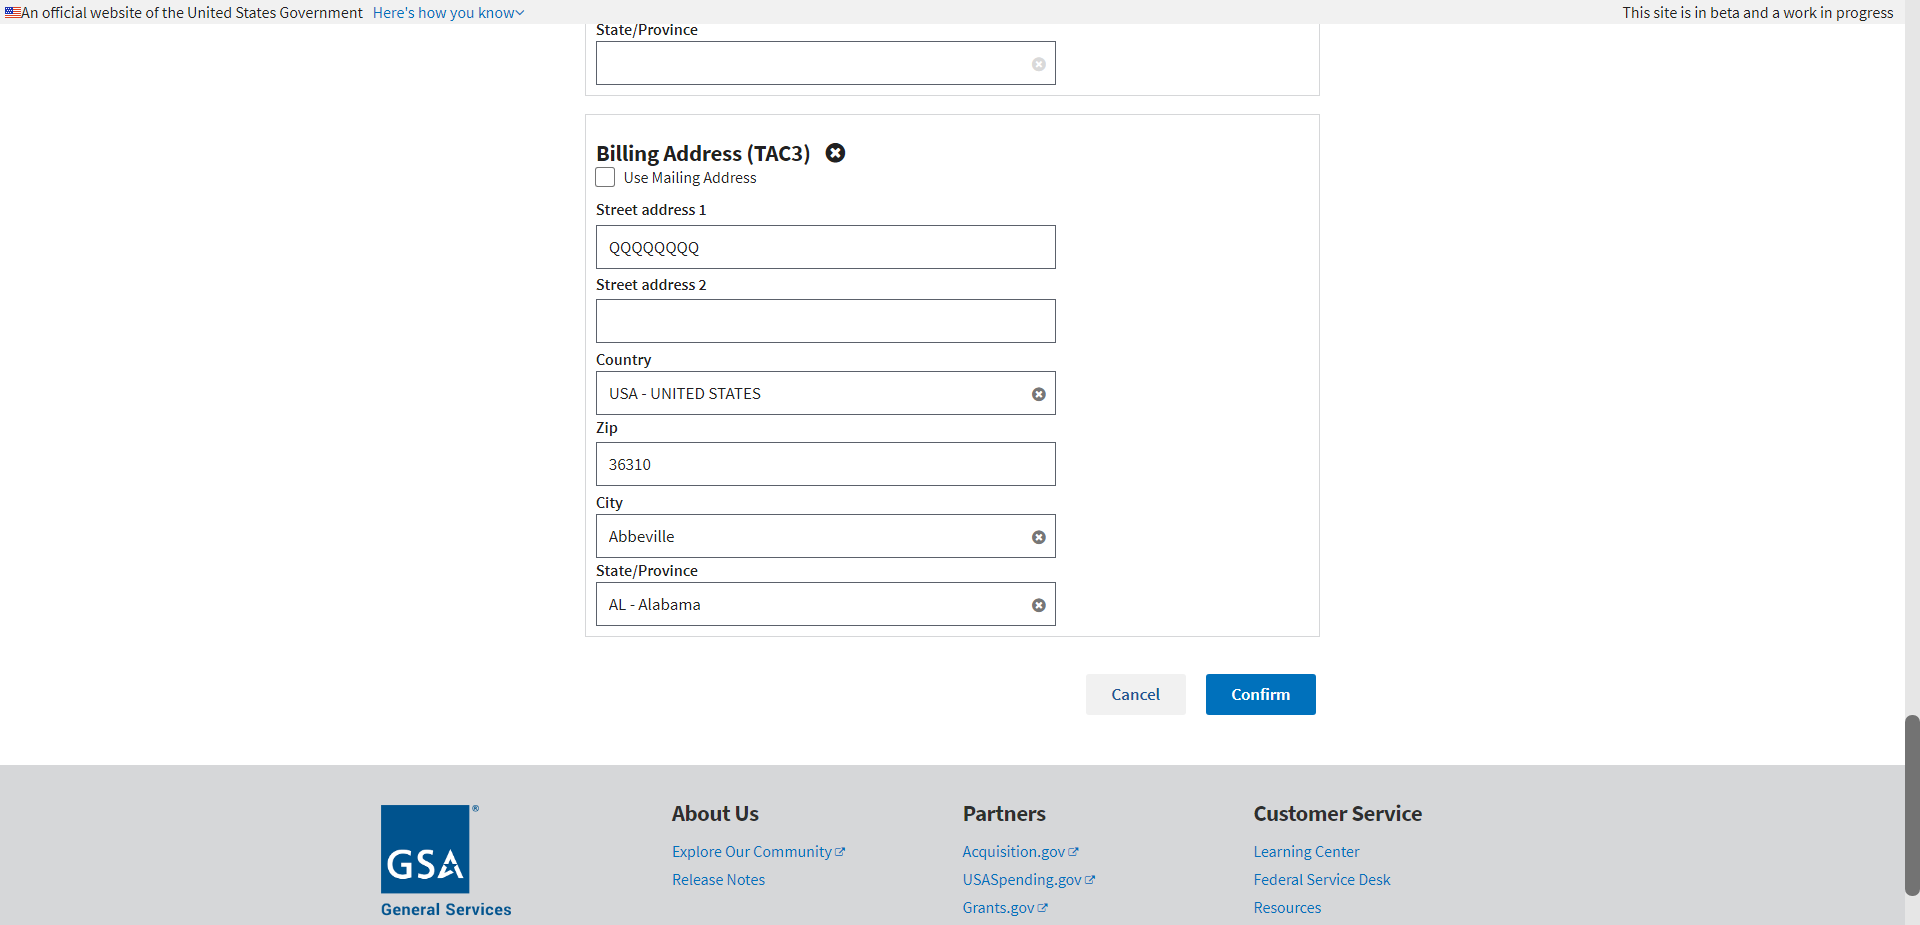 An official website of the United States Government Here's how you know
This site is in beta and a work in progress
State/Province
Billing Address (TAC3)
Use Mailing Address
Street address 1
QQQQQQQQ
Street address 2
Country
USA - UNITED STATES
Zip
36310
City
Abbeville
State/Province
AL - Alabama
Cancel
Confirm
GSA
®
General Services
About Us
Explore Our Community
Release Notes
Partners
Acquisition.gov
USASpending.gov
Grants.gov
Customer Service
Learning Center
Federal Service Desk
Resources